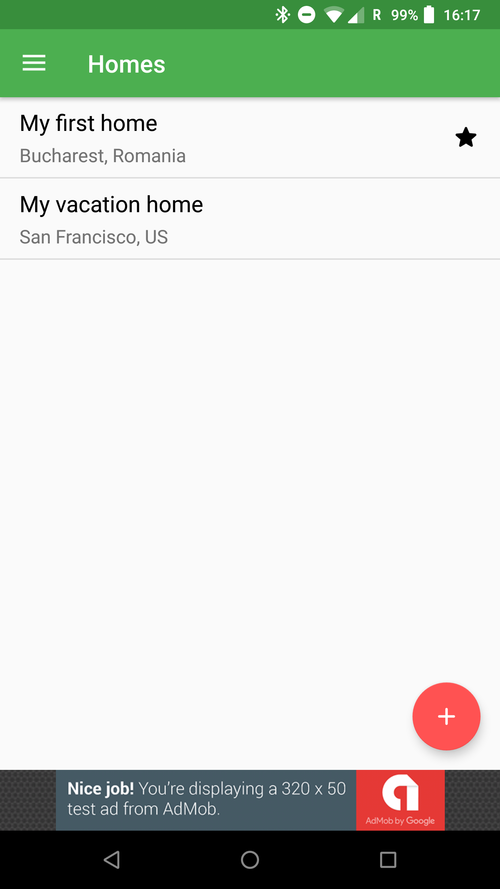 R 99% 16:17
Homes
My first home
Bucharest, Romania
My vacation home
San Francisco, US
Nice job! You're displaying a 320 x 50
test ad from AdMob.
AdMob by Google